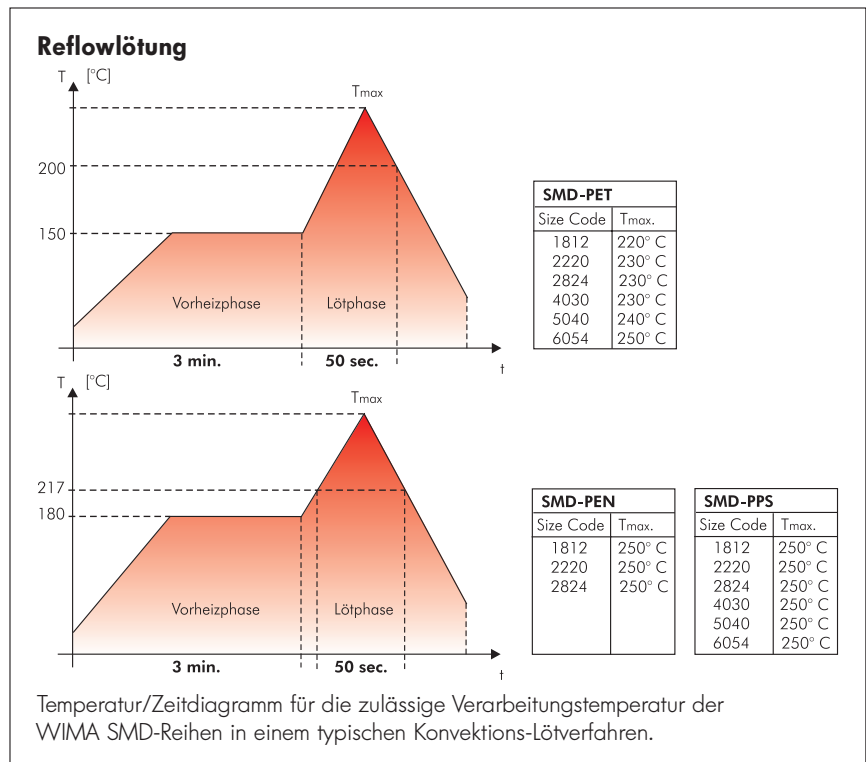 Reflowlötung
T [°C]
Tmax
200
150
Vorheizphase Lötphase
3 min. 50 sec.
t
SMD-PET
Size Code Tmax.
1812 220° C
2220 230° C
2824 230° C
4030 230° C
5040 240° C
6054 250° C
T [°C]
Tmax
217
180
Vorheizphase Lötphase
3 min. 50 sec.
t
SMD-PEN
Size Code Tmax.
1812 250° C
2220 250° C
2824 250° C
SMD-PPS
Size Code Tmax.
1812 250° C
2220 250° C
2824 250° C
4030 250° C
5040 250° C
6054 250° C
Temperatur/Zeitdiagramm für die zulässige Verarbeitungstemperatur der
WIMA SMD-Reihen in einem typischen Konvektions-Lötverfahren.